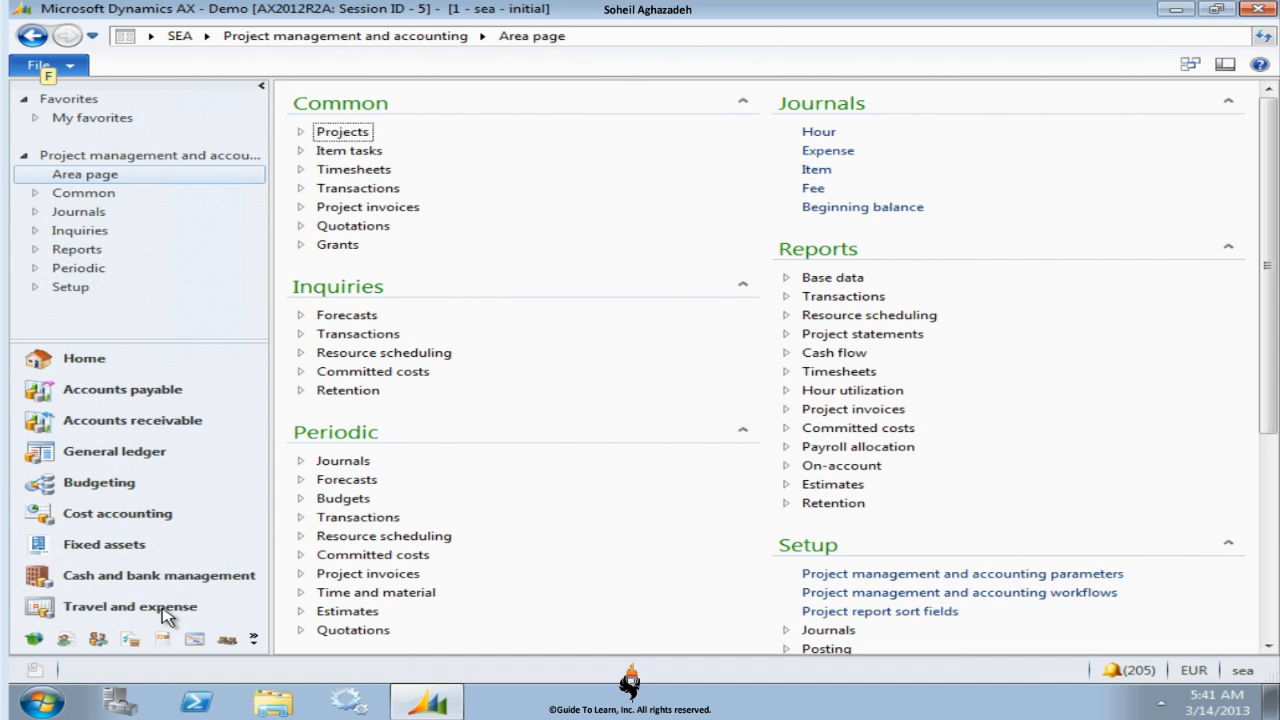 Microsoft Dynamics AX - Demo [AX2012R2A: Session ID - 5] - [1 - sea - initial]
Soheil Aghazadeh
SEA
Project management and accounting
Area page
File
F
Favorites
My favorites
Project management and accou...
Area page
Common
Journals
Inquiries
Reports
Periodic
Setup
Home
Accounts payable
Accounts receivable
General ledger
Budgeting
Cost accounting
Fixed assets
Cash and bank management
Travel and expense
Common
Projects
Item tasks
Timesheets
Transactions
Project invoices
Quotations
Grants
Inquiries
Forecasts
Transactions
Resource scheduling
Committed costs
Retention
Periodic
Journals
Forecasts
Budgets
Transactions
Resource scheduling
Committed costs
Project invoices
Time and material
Estimates
Quotations
Journals
Hour
Expense
Item
Fee
Beginning balance
Reports
Base data
Transactions
Resource scheduling
Project statements
Cash flow
Timesheets
Hour utilization
Project invoices
Committed costs
Payroll allocation
On-account
Estimates
Retention
Setup
Project management and accounting parameters
Project management and accounting workflows
Project report sort fields
Journals
Posting
(205)
EUR
sea
©Guide To Learn, Inc. All rights reserved.
5:41 AM
3/14/2013